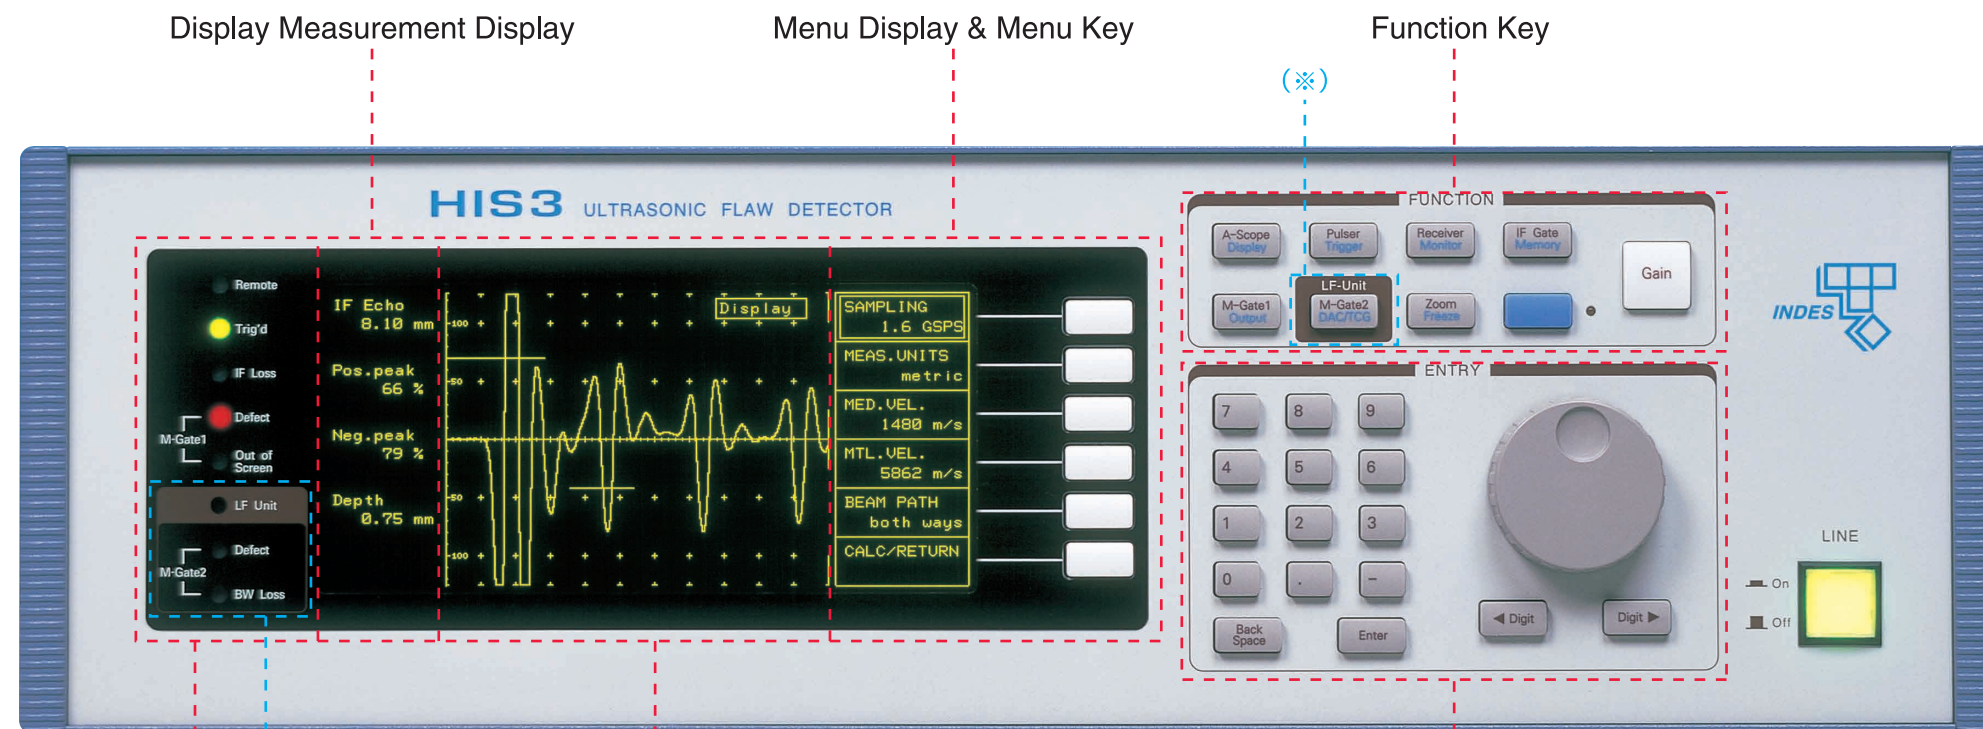 Display Measurement Display
Menu Display & Menu Key
Function Key
(※)
HIS3 ULTRASONIC FLAW DETECTOR
Remote
Trig'd
IF Loss
Defect
M-Gate1
Out of
Screen
LF Unit
Defect
M-Gate2
BW Loss
IF Echo
8.10 mm
Pos.peak
66 %
Neg.peak
79 %
Depth
0.75 mm
Display
100
50
50
100
SAMPLING
1.6 GSPS
MEAS.UNITS
metric
MED.VEL.
1480 m/s
MTL.VEL.
5862 m/s
BEAM PATH
both ways
CALC/RETURN
FUNCTION
A-Scope
Display
Pulser
Trigger
Receiver
Monitor
IF Gate
Memory
Gain
LF-Unit
M-Gate1
Output
M-Gate2
DAC/TCG
Zoom
Freeze
INDES
ENTRY
7 8 9
4 5 6
1 2 3
0 . −
Back
Space
Enter
◀ Digit
Digit ▶
LINE
On
Off